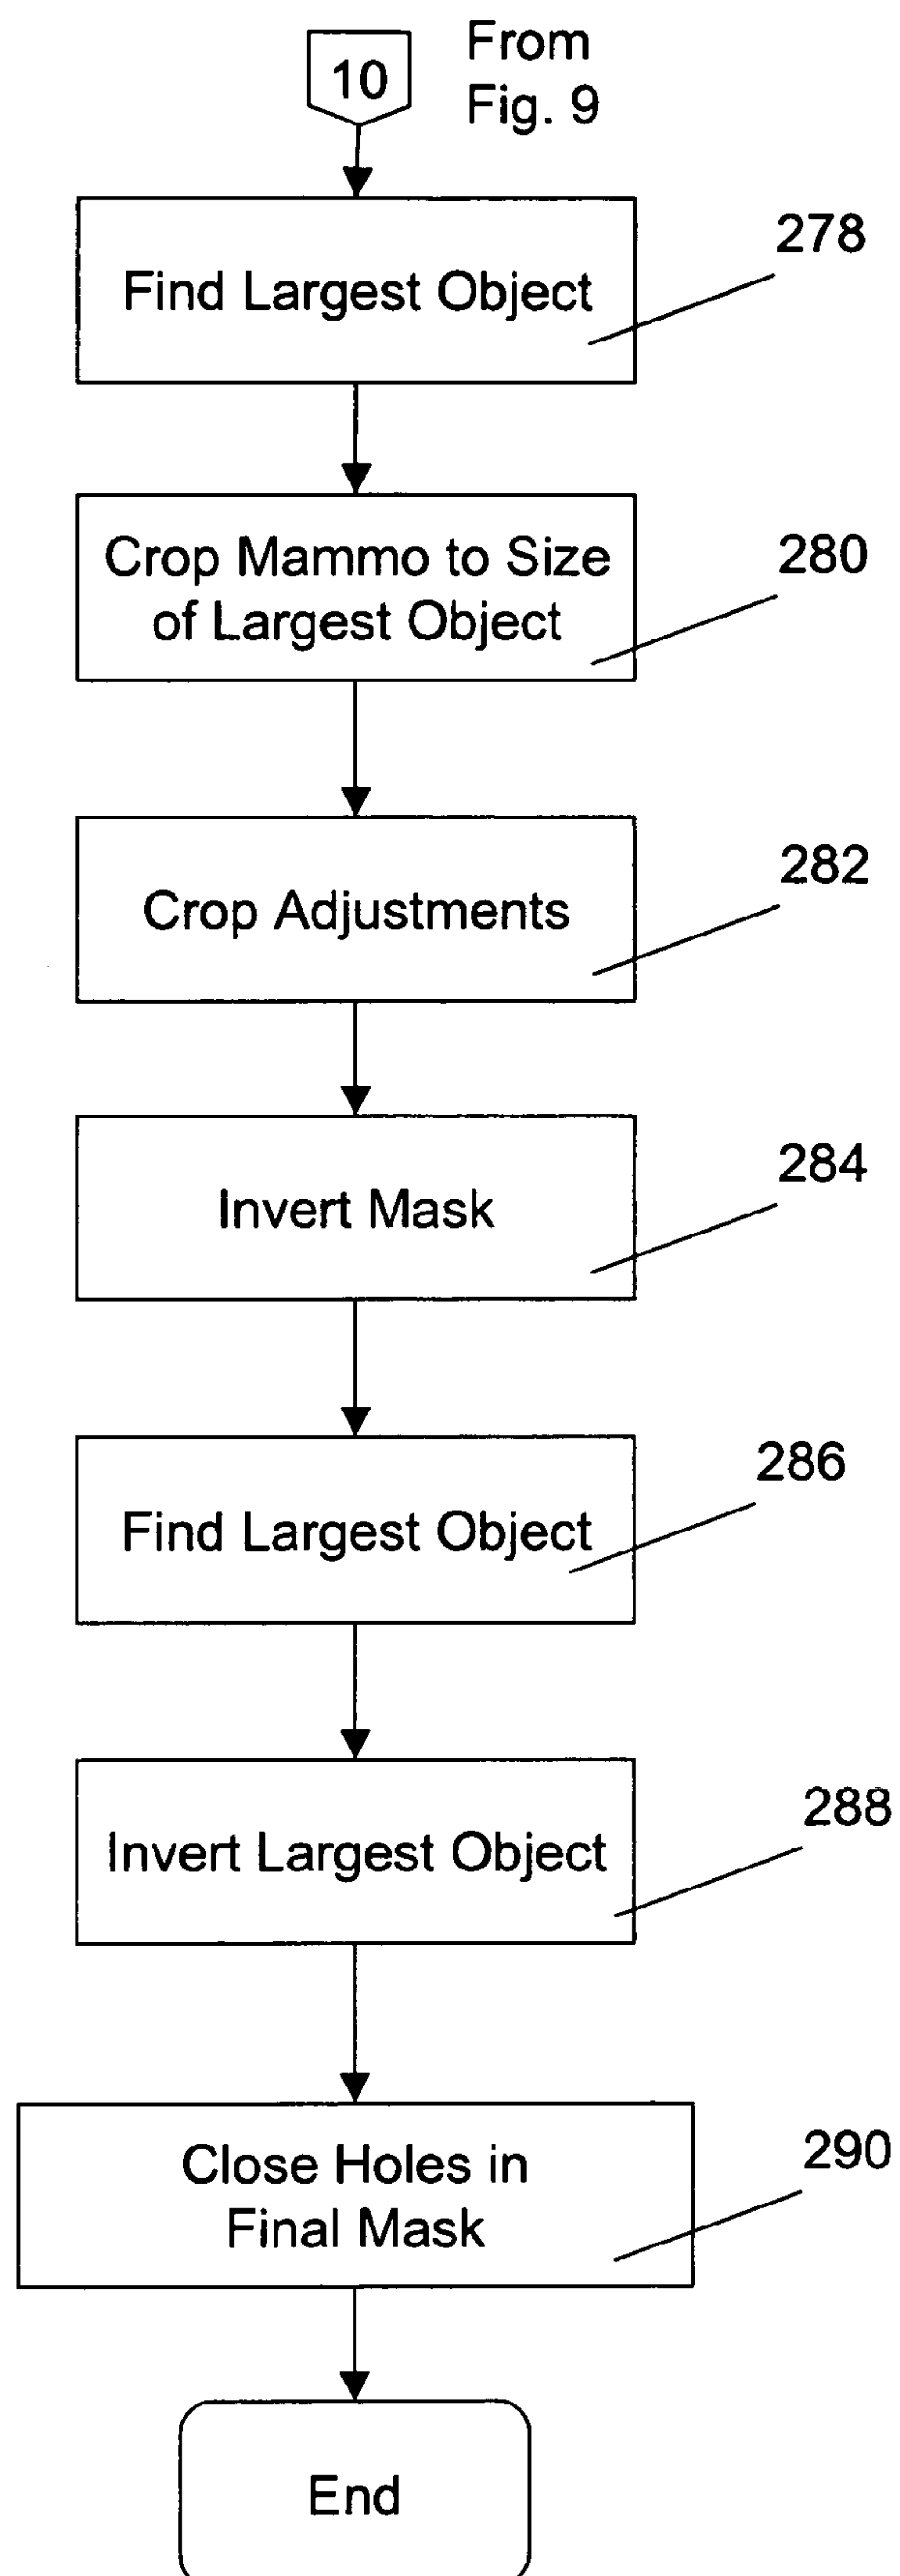 10
From
Fig. 9
278
Find Largest Object
280
Crop Mammo to Size
of Largest Object
282
Crop Adjustments
284
Invert Mask
286
Find Largest Object
288
Invert Largest Object
290
Close Holes in
Final Mask
End